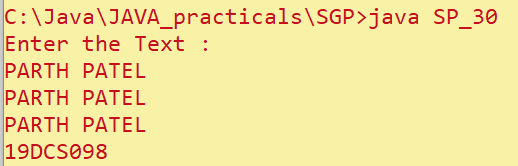 C:\Java\JAVA_practicals\SGP>java SP_30
Enter the Text :
PARTH PATEL
PARTH PATEL
PARTH PATEL
19DCS098